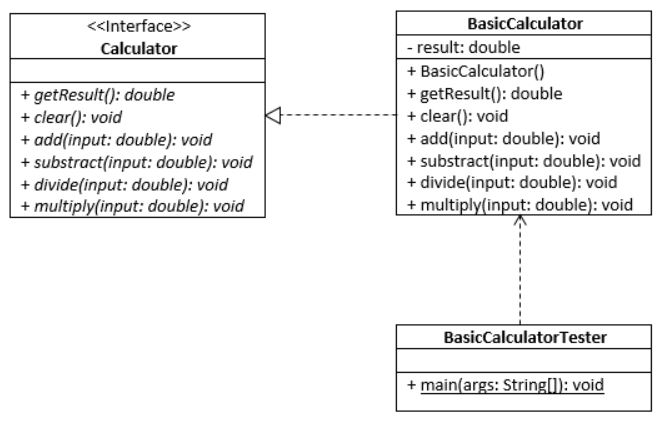 <<Interface>>
Calculator
+ getResult(): double
+ clear(): void
+ add(input: double): void
+ substract(input: double): void
+ divide(input: double): void
+ multiply(input: double): void
BasicCalculator
- result: double
+ BasicCalculator()
+ getResult(): double
+ clear(): void
+ add(input: double): void
+ substract(input: double): void
+ divide(input: double): void
+ multiply(input: double): void
BasicCalculatorTester
+ main(args: String[]): void